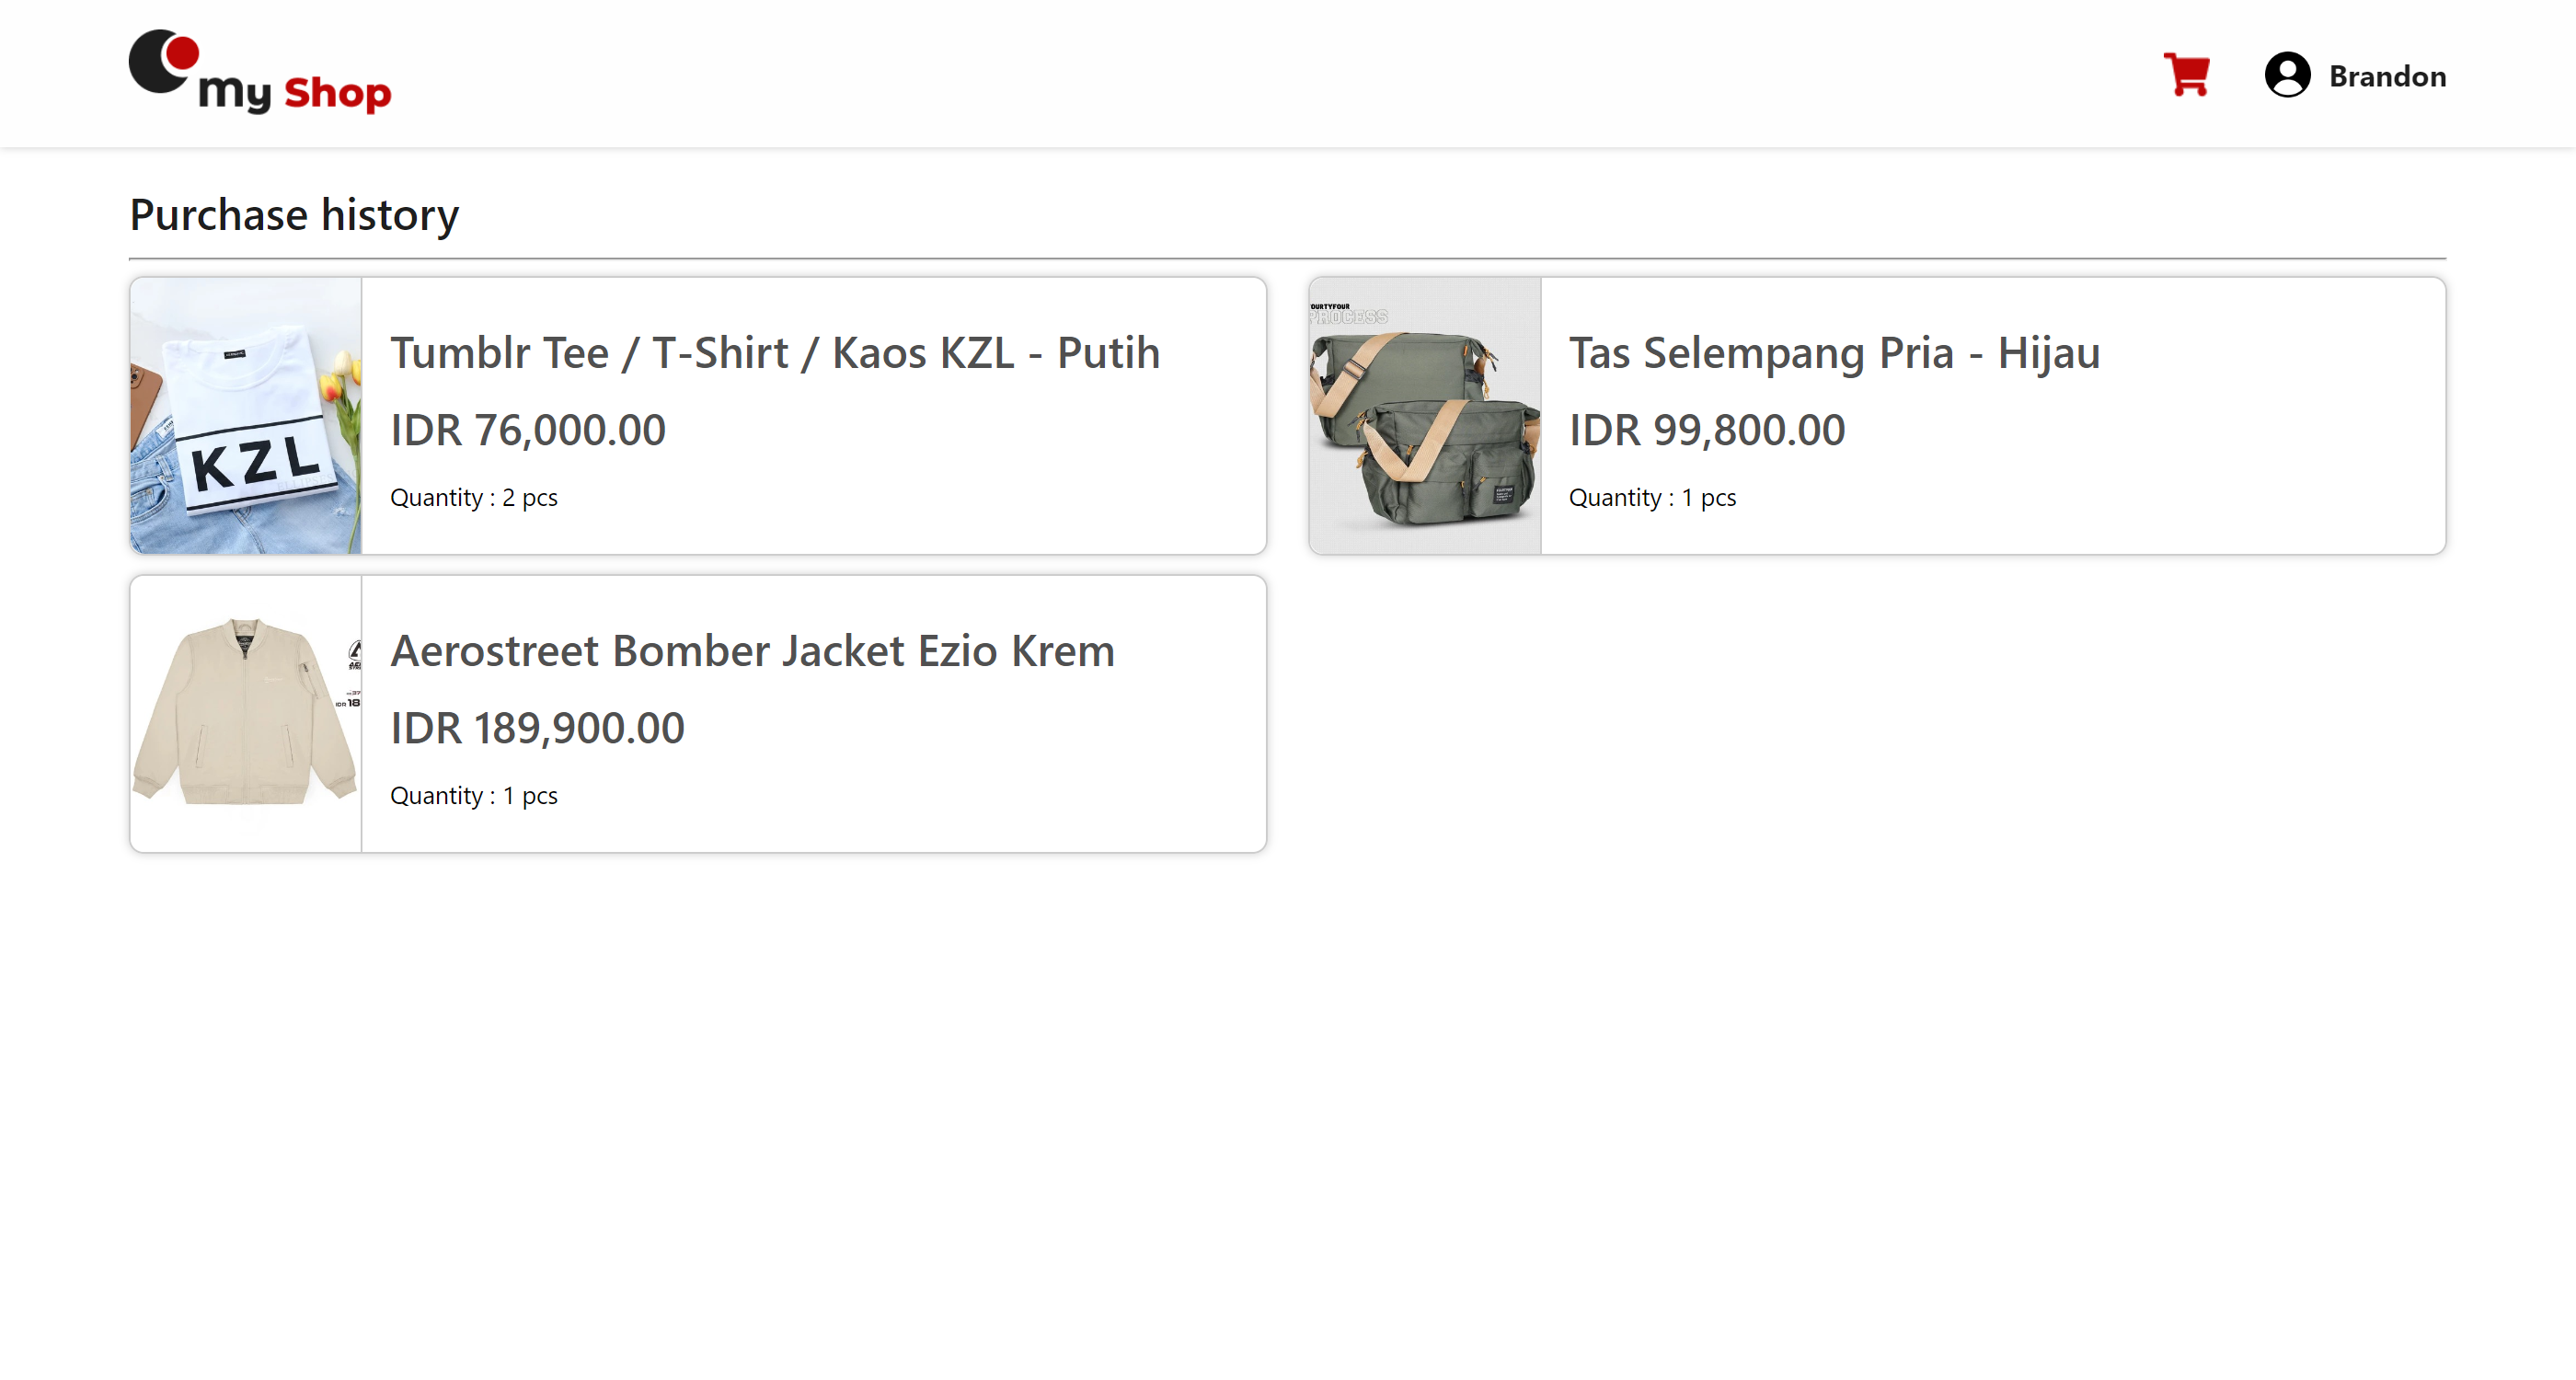 My Shop
Brandon
Purchase history
KZL
Tumblr Tee / T-Shirt / Kaos KZL - Putih
IDR 76,000.00
Quantity : 2 pcs
OURTYFOUR
PROCESS
Tas Selempang Pria - Hijau
IDR 99,800.00
Quantity : 1 pcs
IDR 18
Aerostreet Bomber Jacket Ezio Krem
IDR 189,900.00
Quantity : 1 pcs